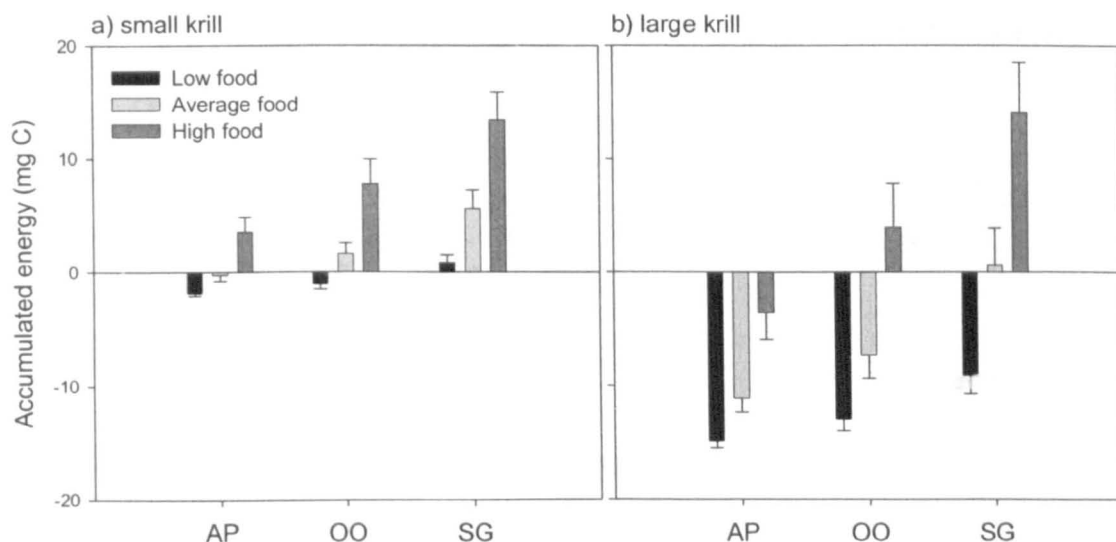 a) small krill
b) large krill
20
10
0
-10
-20
Accumulated energy (mg C)
Low food
Average food
High food
AP OO SG
AP OO SG